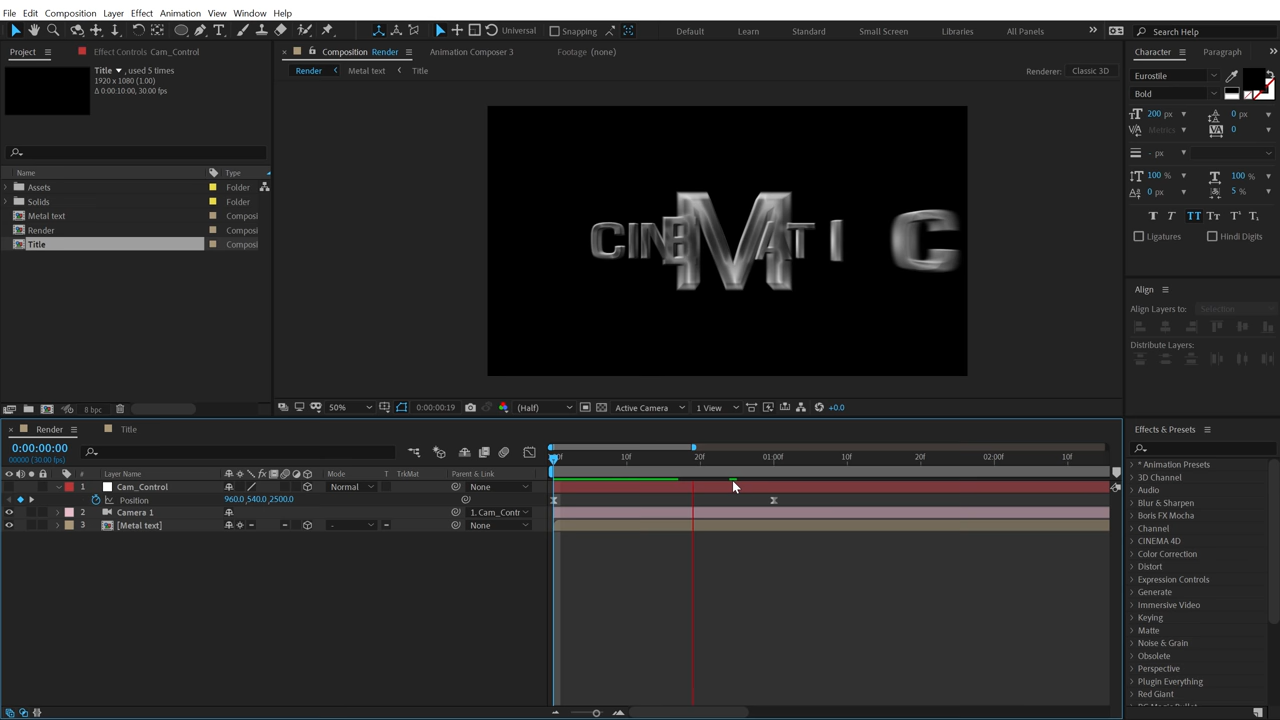 File Edit Composition Layer Effect Animation View Window Help
Universal Snapping Default Learn Standard Small Screen Libraries All Panels Search Help
Project Effect Controls Cam_Control
Title , used 5 times
1920 x 1080 (1.00)
Δ 0:00:10:00, 30.00 fps
Name Type
Assets Folder
Solids Folder
Metal text Composi
Render Composi
Title Composi
8 bpc
Composition Render Animation Composer 3 Footage (none)
Render Metal text Title Renderer: Classic 3D
CINEMATIC
50% 0:00:00:19 (Half) Active Camera 1 View +0.0
Character Paragraph
Eurostile
Bold
200 px 0 px
Metrics 0
- px
100 % 100 %
0 px 5 %
Ligatures Hindi Digits
Align
Align Layers to: Selection
Distribute Layers:
Effects & Presets
* Animation Presets
3D Channel
Audio
Blur & Sharpen
Boris FX Mocha
Channel
CINEMA 4D
Color Correction
Distort
Expression Controls
Generate
Immersive Video
Keying
Matte
Noise & Grain
Obsolete
Perspective
Plugin Everything
Red Giant
Render Title
0:00:00:00
00000 (30.00 fps)
10f 20f 01:00f 10f 20f 02:00f 10f
# Layer Name Mode T TrkMat Parent & Link
1 Cam_Control Normal None
Position 960.0,540.0,2500.0
2 Camera 1 1. Cam_Contr
3 [Metal text] - None